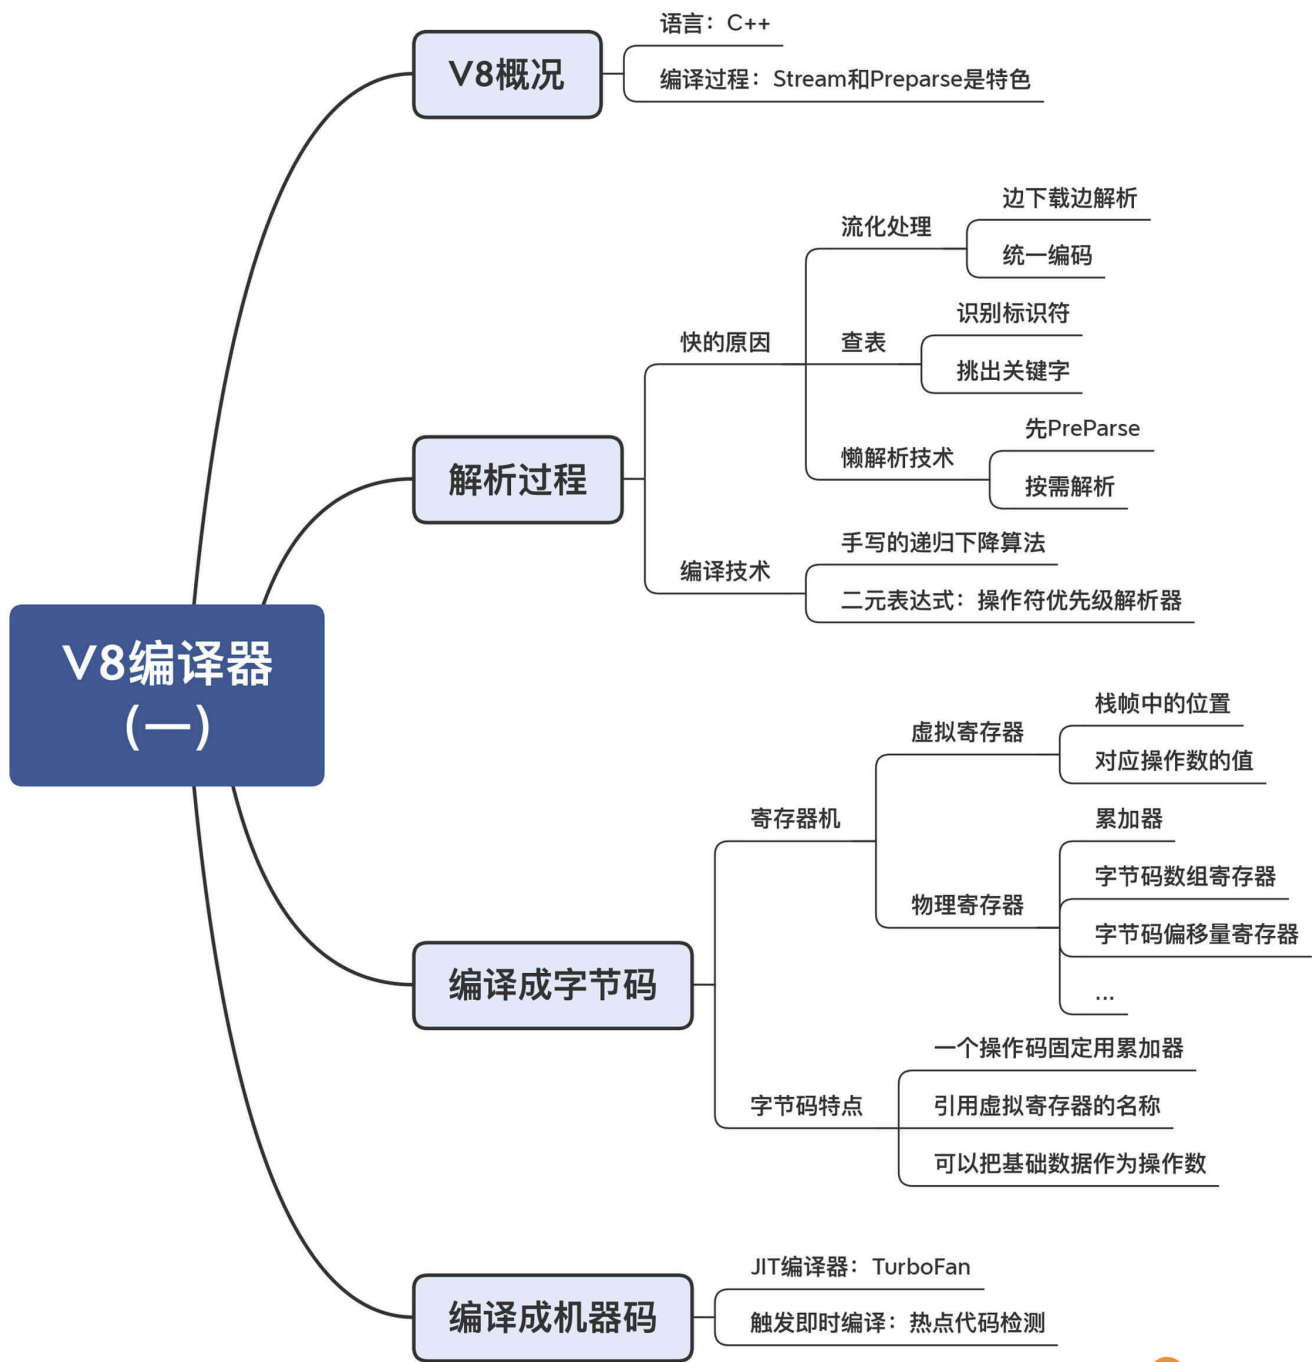 V8编译器
(一)
V8概况
语言：C++
编译过程：Stream和Preparse是特色
解析过程
快的原因
流化处理
边下载边解析
统一编码
查表
识别标识符
挑出关键字
懒解析技术
先PreParse
按需解析
编译技术
手写的递归下降算法
二元表达式：操作符优先级解析器
编译成字节码
寄存器机
虚拟寄存器
栈帧中的位置
对应操作数的值
物理寄存器
累加器
字节码数组寄存器
字节码偏移量寄存器
...
字节码特点
一个操作码固定用累加器
引用虚拟寄存器的名称
可以把基础数据作为操作数
编译成机器码
JIT编译器：TurboFan
触发即时编译：热点代码检测